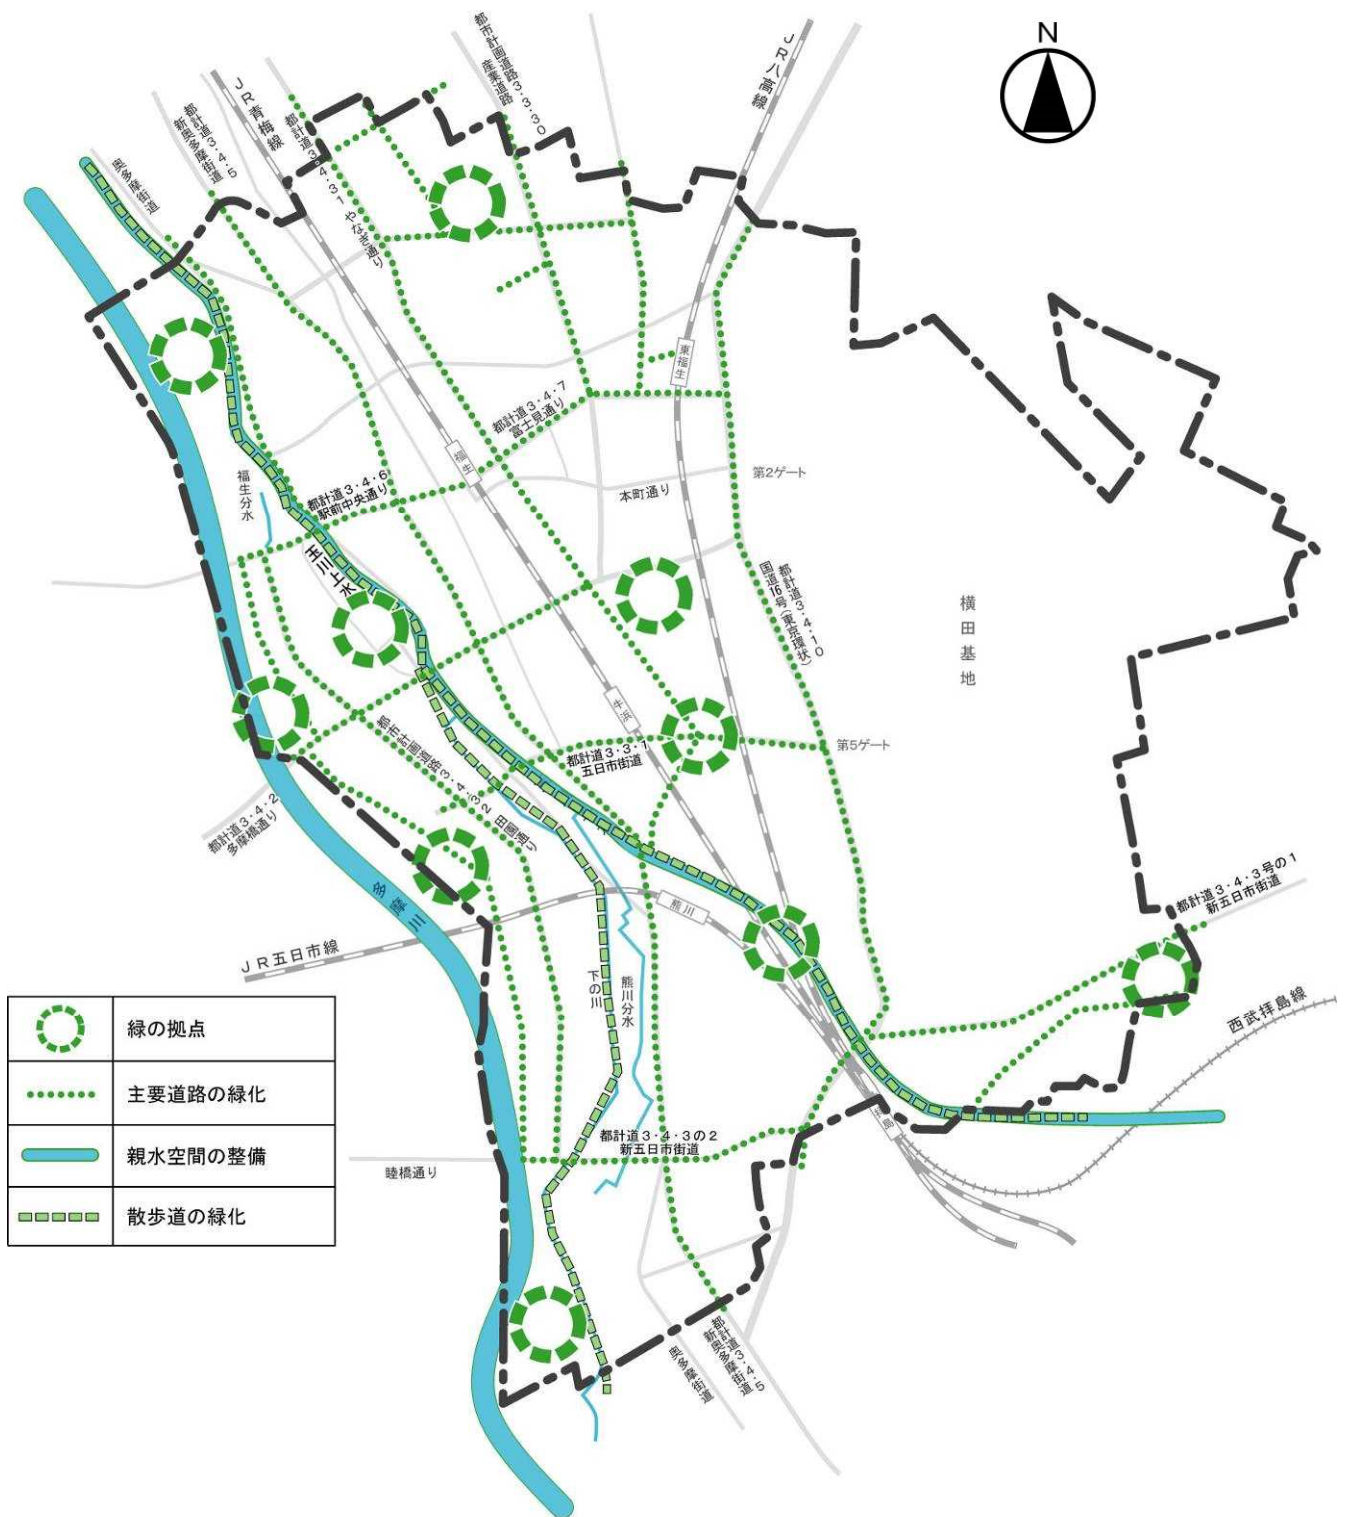 N
都市計画道路3・3・30
産業道路
JR八高線
JR青梅線
都計道3・4・31
やなぎ通り
都計道3・4・5
新奥多摩街道
奥多摩街道
東福生
都計道3・4・7
富士見通り
福生
本町通り
第2ゲート
福生分水
都計道3・4・6
駅前中央通り
玉川上水
都計道3・4・10
国道16号(東京環状)
横田基地
牛浜
第5ゲート
都計道3・3・1
五日市街道
都市計画道路3・4・32
田園通り
都計道3・4・2
多摩橋通り
多摩川
熊川
都計道3・4・3号の1
新五日市街道
JR五日市線
下の川
熊川分水
西武拝島線
拝島
都計道3・4・3の2
新五日市街道
睦橋通り
奥多摩街道
都計道3・4・5
新奥多摩街道
緑の拠点
主要道路の緑化
親水空間の整備
散歩道の緑化